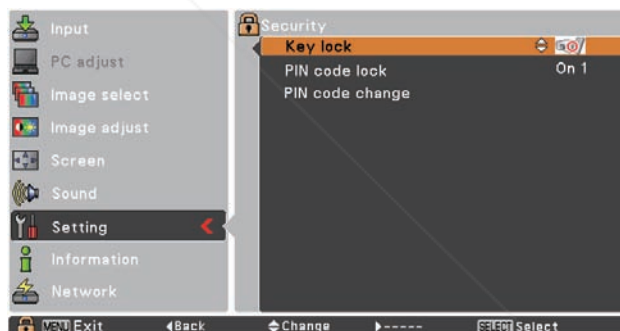 Input
PC adjust
Image select
Image adjust
Screen
Sound
Setting
Information
Network
Security
Key lock
PIN code lock On 1
PIN code change
MENU Exit ◀Back Change ▶----- SELECT Select